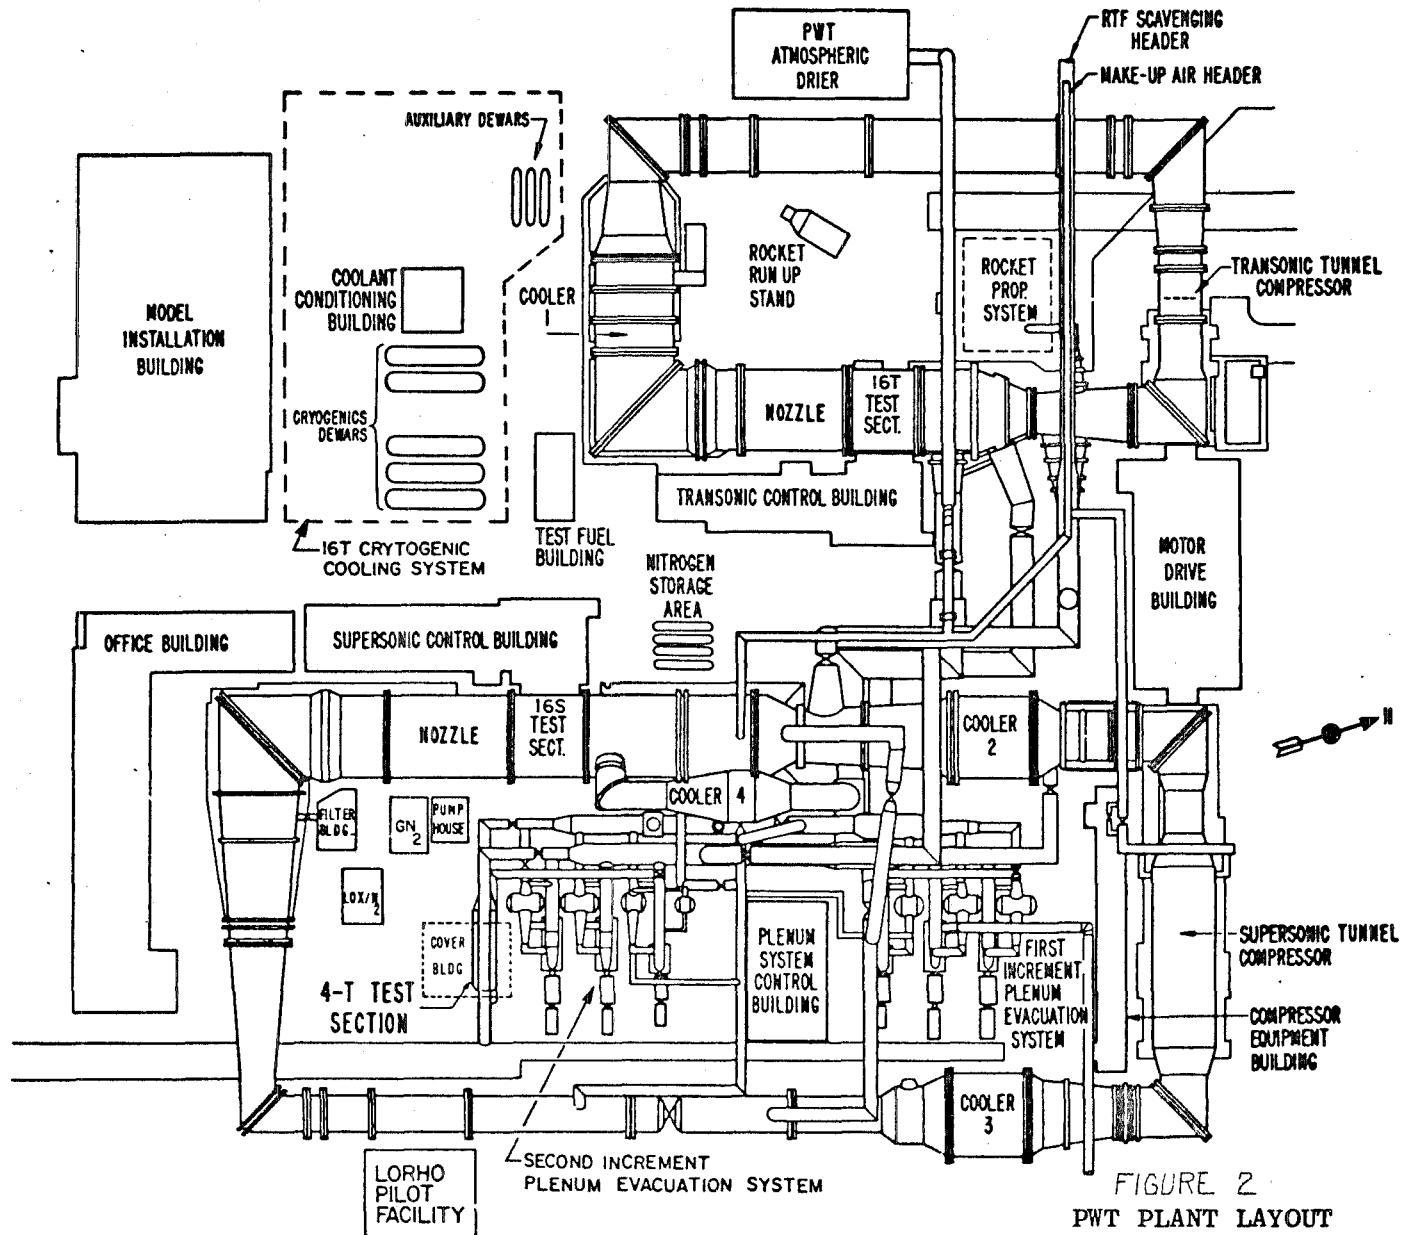 PWT
ATMOSPHERIC
DRIER
RTF SCAVENGING
HEADER
MAKE-UP AIR HEADER
AUXILIARY DEWARS
MODEL
INSTALLATION
BUILDING
COOLANT
CONDITIONING
BUILDING
COOLER
ROCKET
RUN UP
STAND
ROCKET
PROP.
SYSTEM
TRANSONIC TUNNEL
COMPRESSOR
CRYOGENICS
DEWARS
NOZZLE
16T
TEST
SECT.
TRANSONIC CONTROL BUILDING
16T CRYTOGENIC
COOLING SYSTEM
TEST FUEL
BUILDING
NITROGEN
STORAGE
AREA
MOTOR
DRIVE
BUILDING
OFFICE BUILDING
SUPERSONIC CONTROL BUILDING
NOZZLE
16S
TEST
SECT.
COOLER
2
N
COOLER 4
FILTER
BLDG.
GN2
PUMP
HOUSE
LOX/N2
COVER
BLDG
4-T TEST
SECTION
PLENUM
SYSTEM
CONTROL
BUILDING
FIRST
INCREMENT
PLENUM
EVACUATION
SYSTEM
SUPERSONIC TUNNEL
COMPRESSOR
COMPRESSOR
EQUIPMENT
BUILDING
COOLER
3
SECOND INCREMENT
PLENUM EVACUATION SYSTEM
LORHO
PILOT
FACILITY
FIGURE 2
PWT PLANT LAYOUT